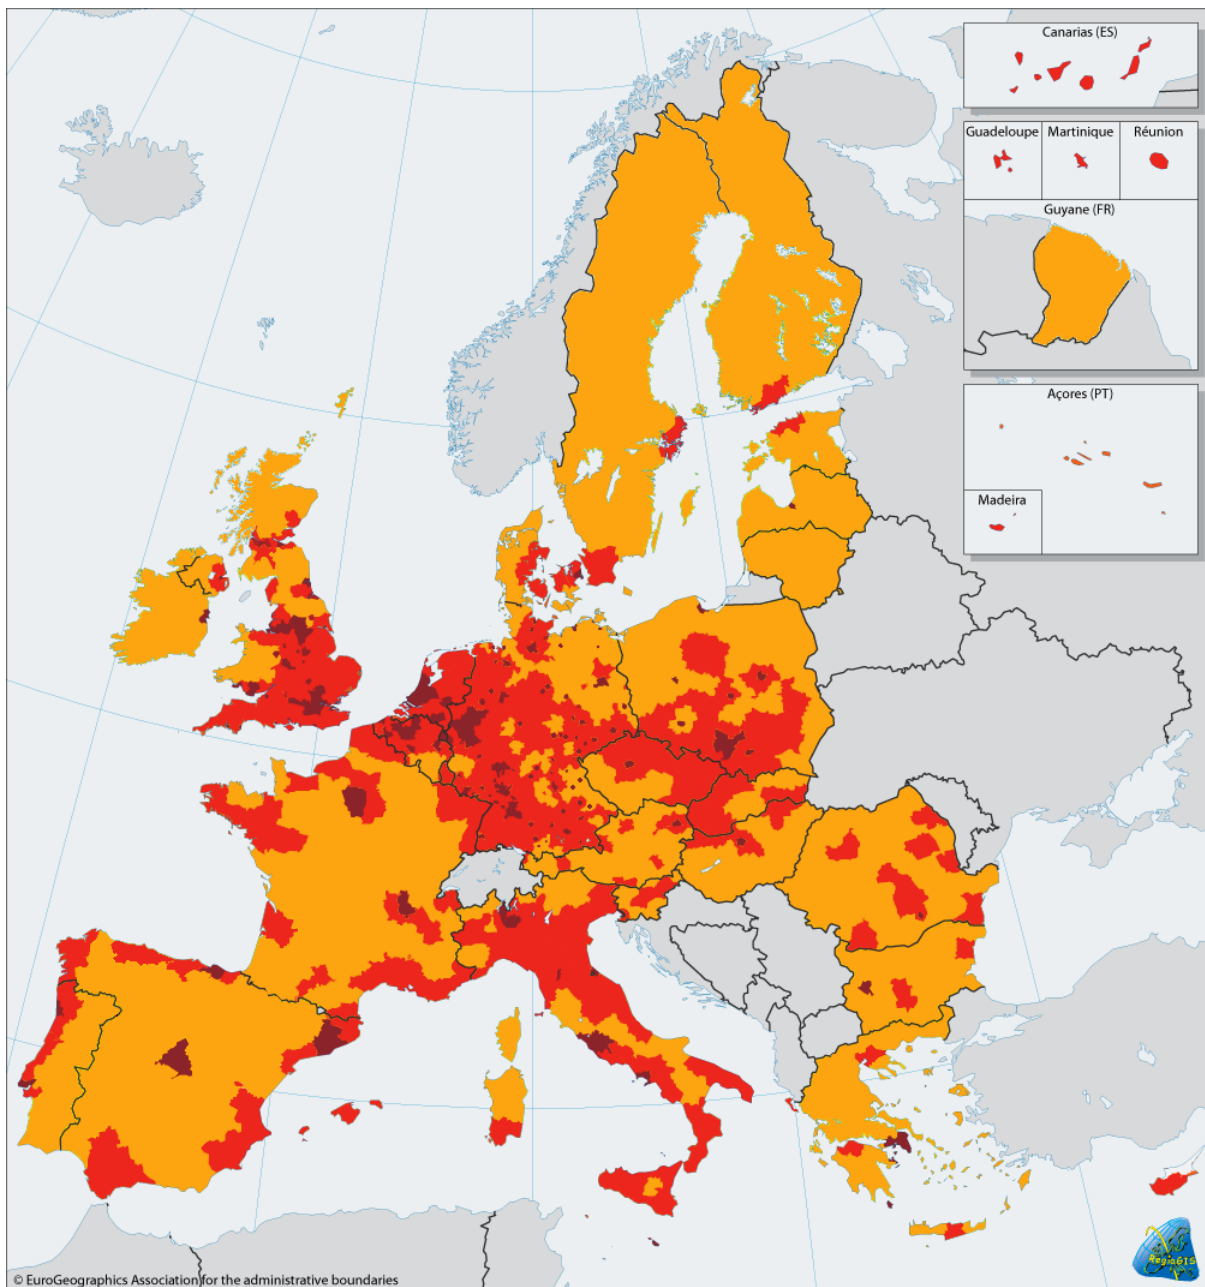 Canarias (ES)
Guadeloupe
Martinique
Réunion
Guyane (FR)
Açores (PT)
Madeira
RegioGIS
© EuroGeographics Association for the administrative boundaries